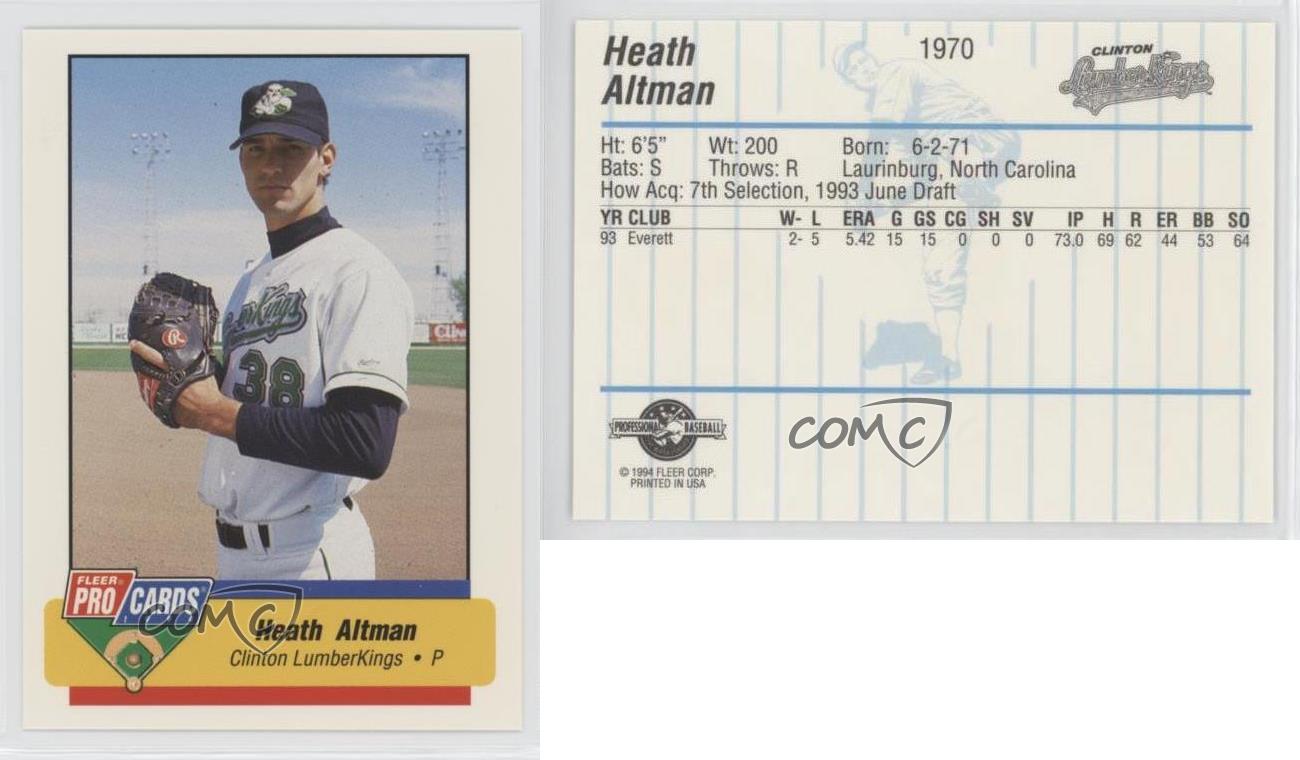 LumberKings
38
CLIN
FLEER®
PRO CARDS®
COMC
Heath Altman
Clinton LumberKings • P
Heath
Altman
1970
CLINTON
LumberKings
Ht: 6'5" Wt: 200 Born: 6-2-71
Bats: S Throws: R Laurinburg, North Carolina
How Acq: 7th Selection, 1993 June Draft
YR CLUB W- L ERA G GS CG SH SV IP H R ER BB SO
93 Everett 2- 5 5.42 15 15 0 0 0 73.0 69 62 44 53 64
PROFESSIONAL BASEBALL
COMC
© 1994 FLEER CORP.
PRINTED IN USA